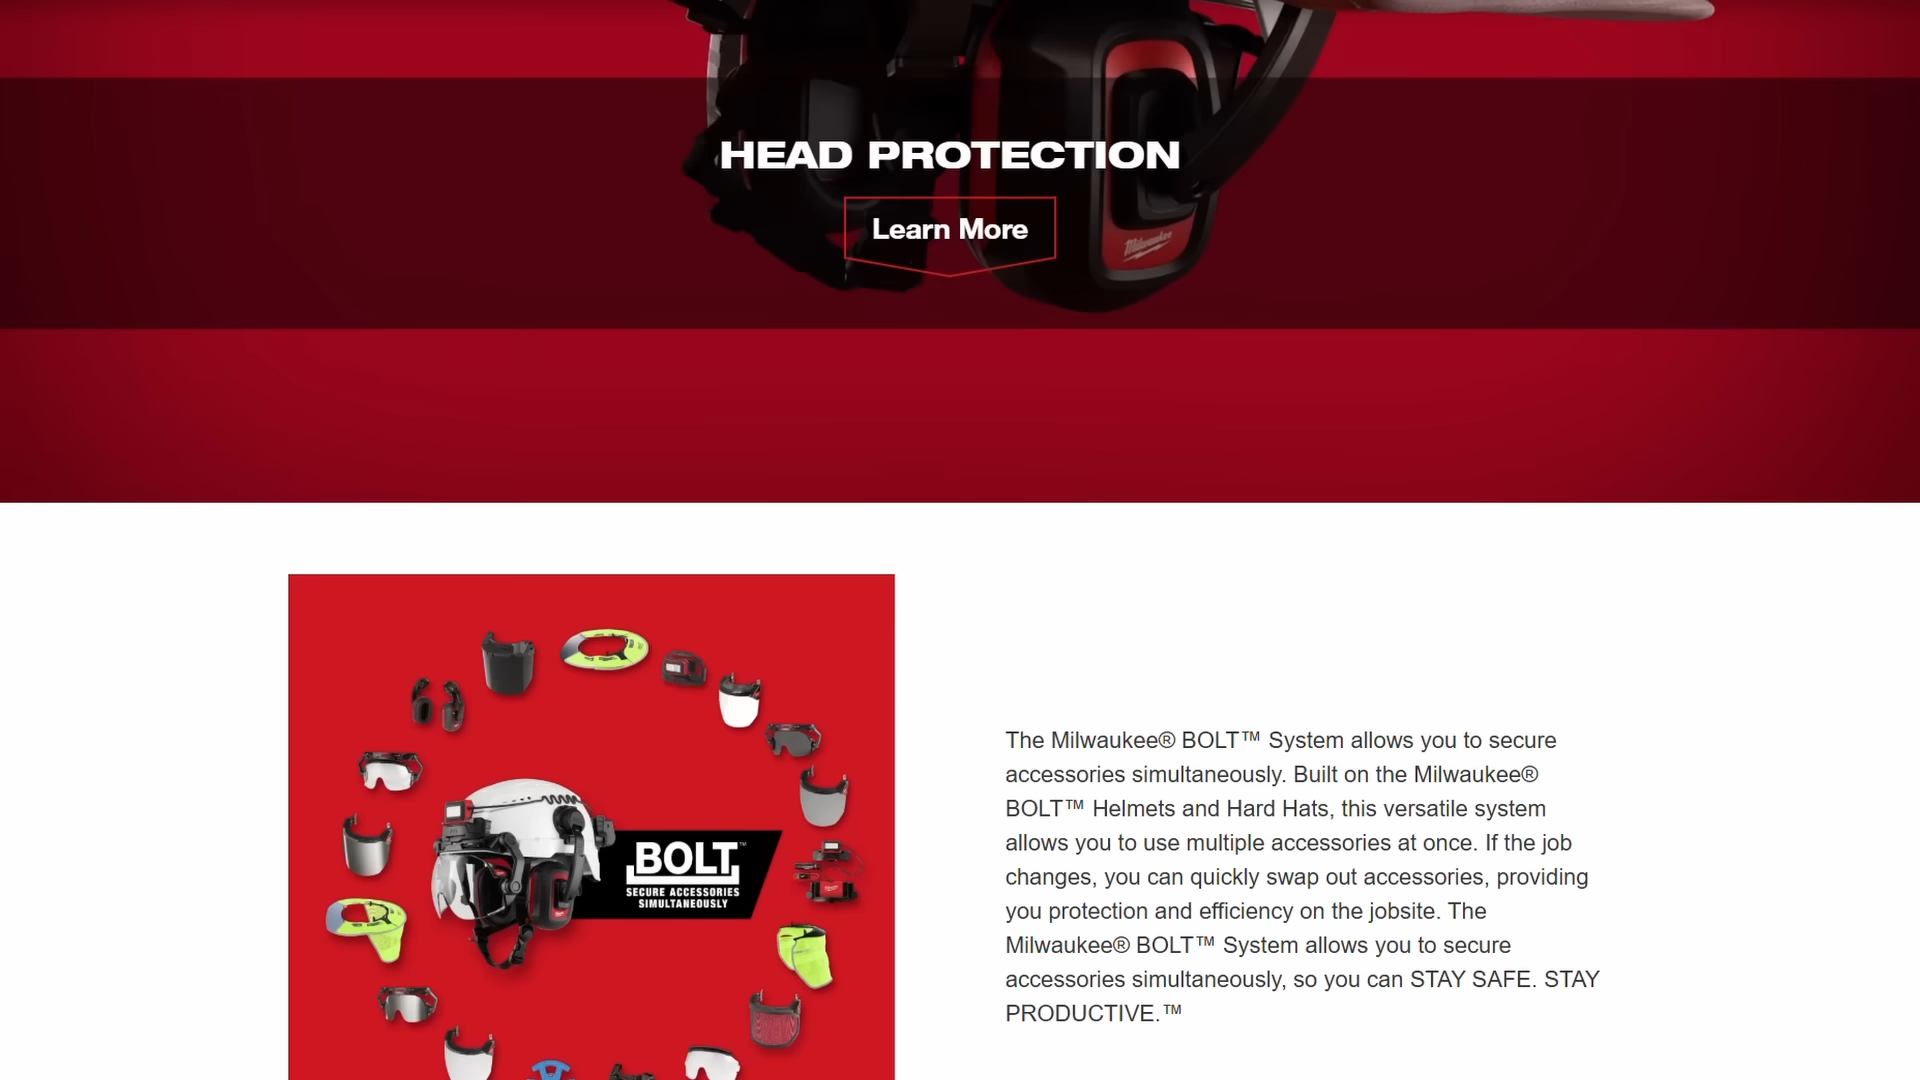 HEAD PROTECTION
Learn More
Milwaukee
BOLT™
SECURE ACCESSORIES
SIMULTANEOUSLY
The Milwaukee® BOLT™ System allows you to secure
accessories simultaneously. Built on the Milwaukee®
BOLT™ Helmets and Hard Hats, this versatile system
allows you to use multiple accessories at once. If the job
changes, you can quickly swap out accessories, providing
you protection and efficiency on the jobsite. The
Milwaukee® BOLT™ System allows you to secure
accessories simultaneously, so you can STAY SAFE. STAY
PRODUCTIVE.™